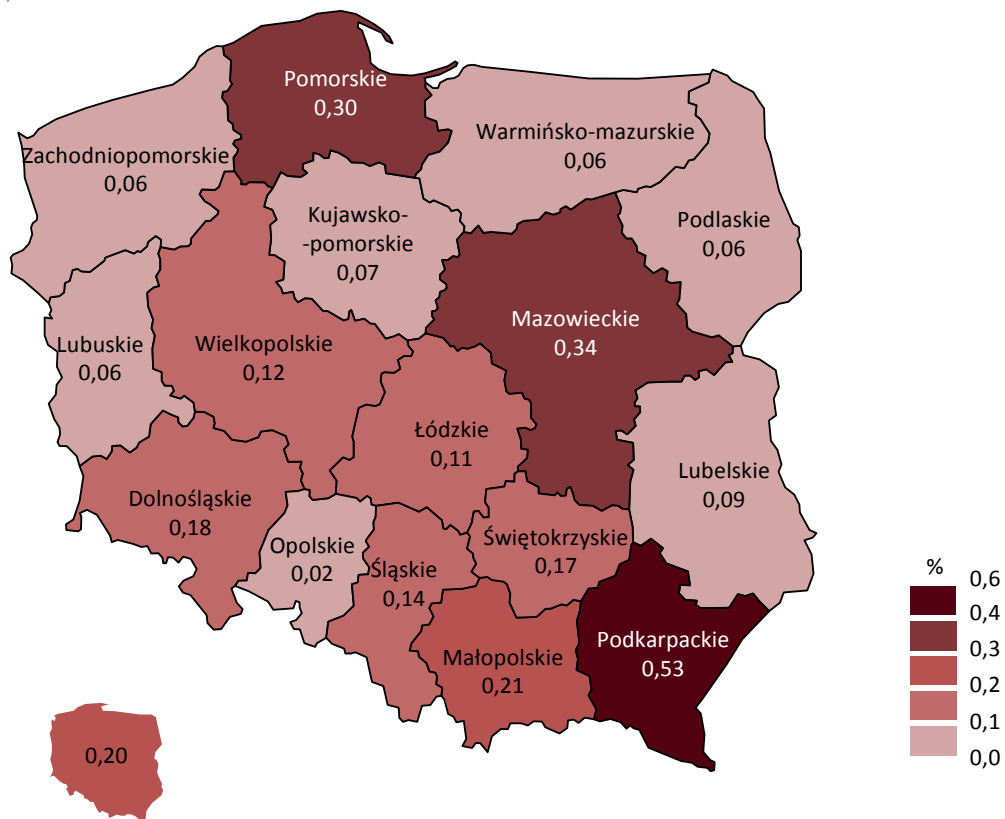 Pomorskie
0,30
Warmińsko-mazurskie
0,06
Zachodniopomorskie
0,06
Podlaskie
0,06
Kujawsko-
-pomorskie
0,07
Mazowieckie
0,34
Lubuskie
0,06
Wielkopolskie
0,12
Łódzkie
0,11
Lubelskie
0,09
Dolnośląskie
0,18
Opolskie
0,02
Śląskie
0,14
Świętokrzyskie
0,17
Małopolskie
0,21
Podkarpackie
0,53
0,20
%
0,6
0,4
0,3
0,2
0,1
0,0